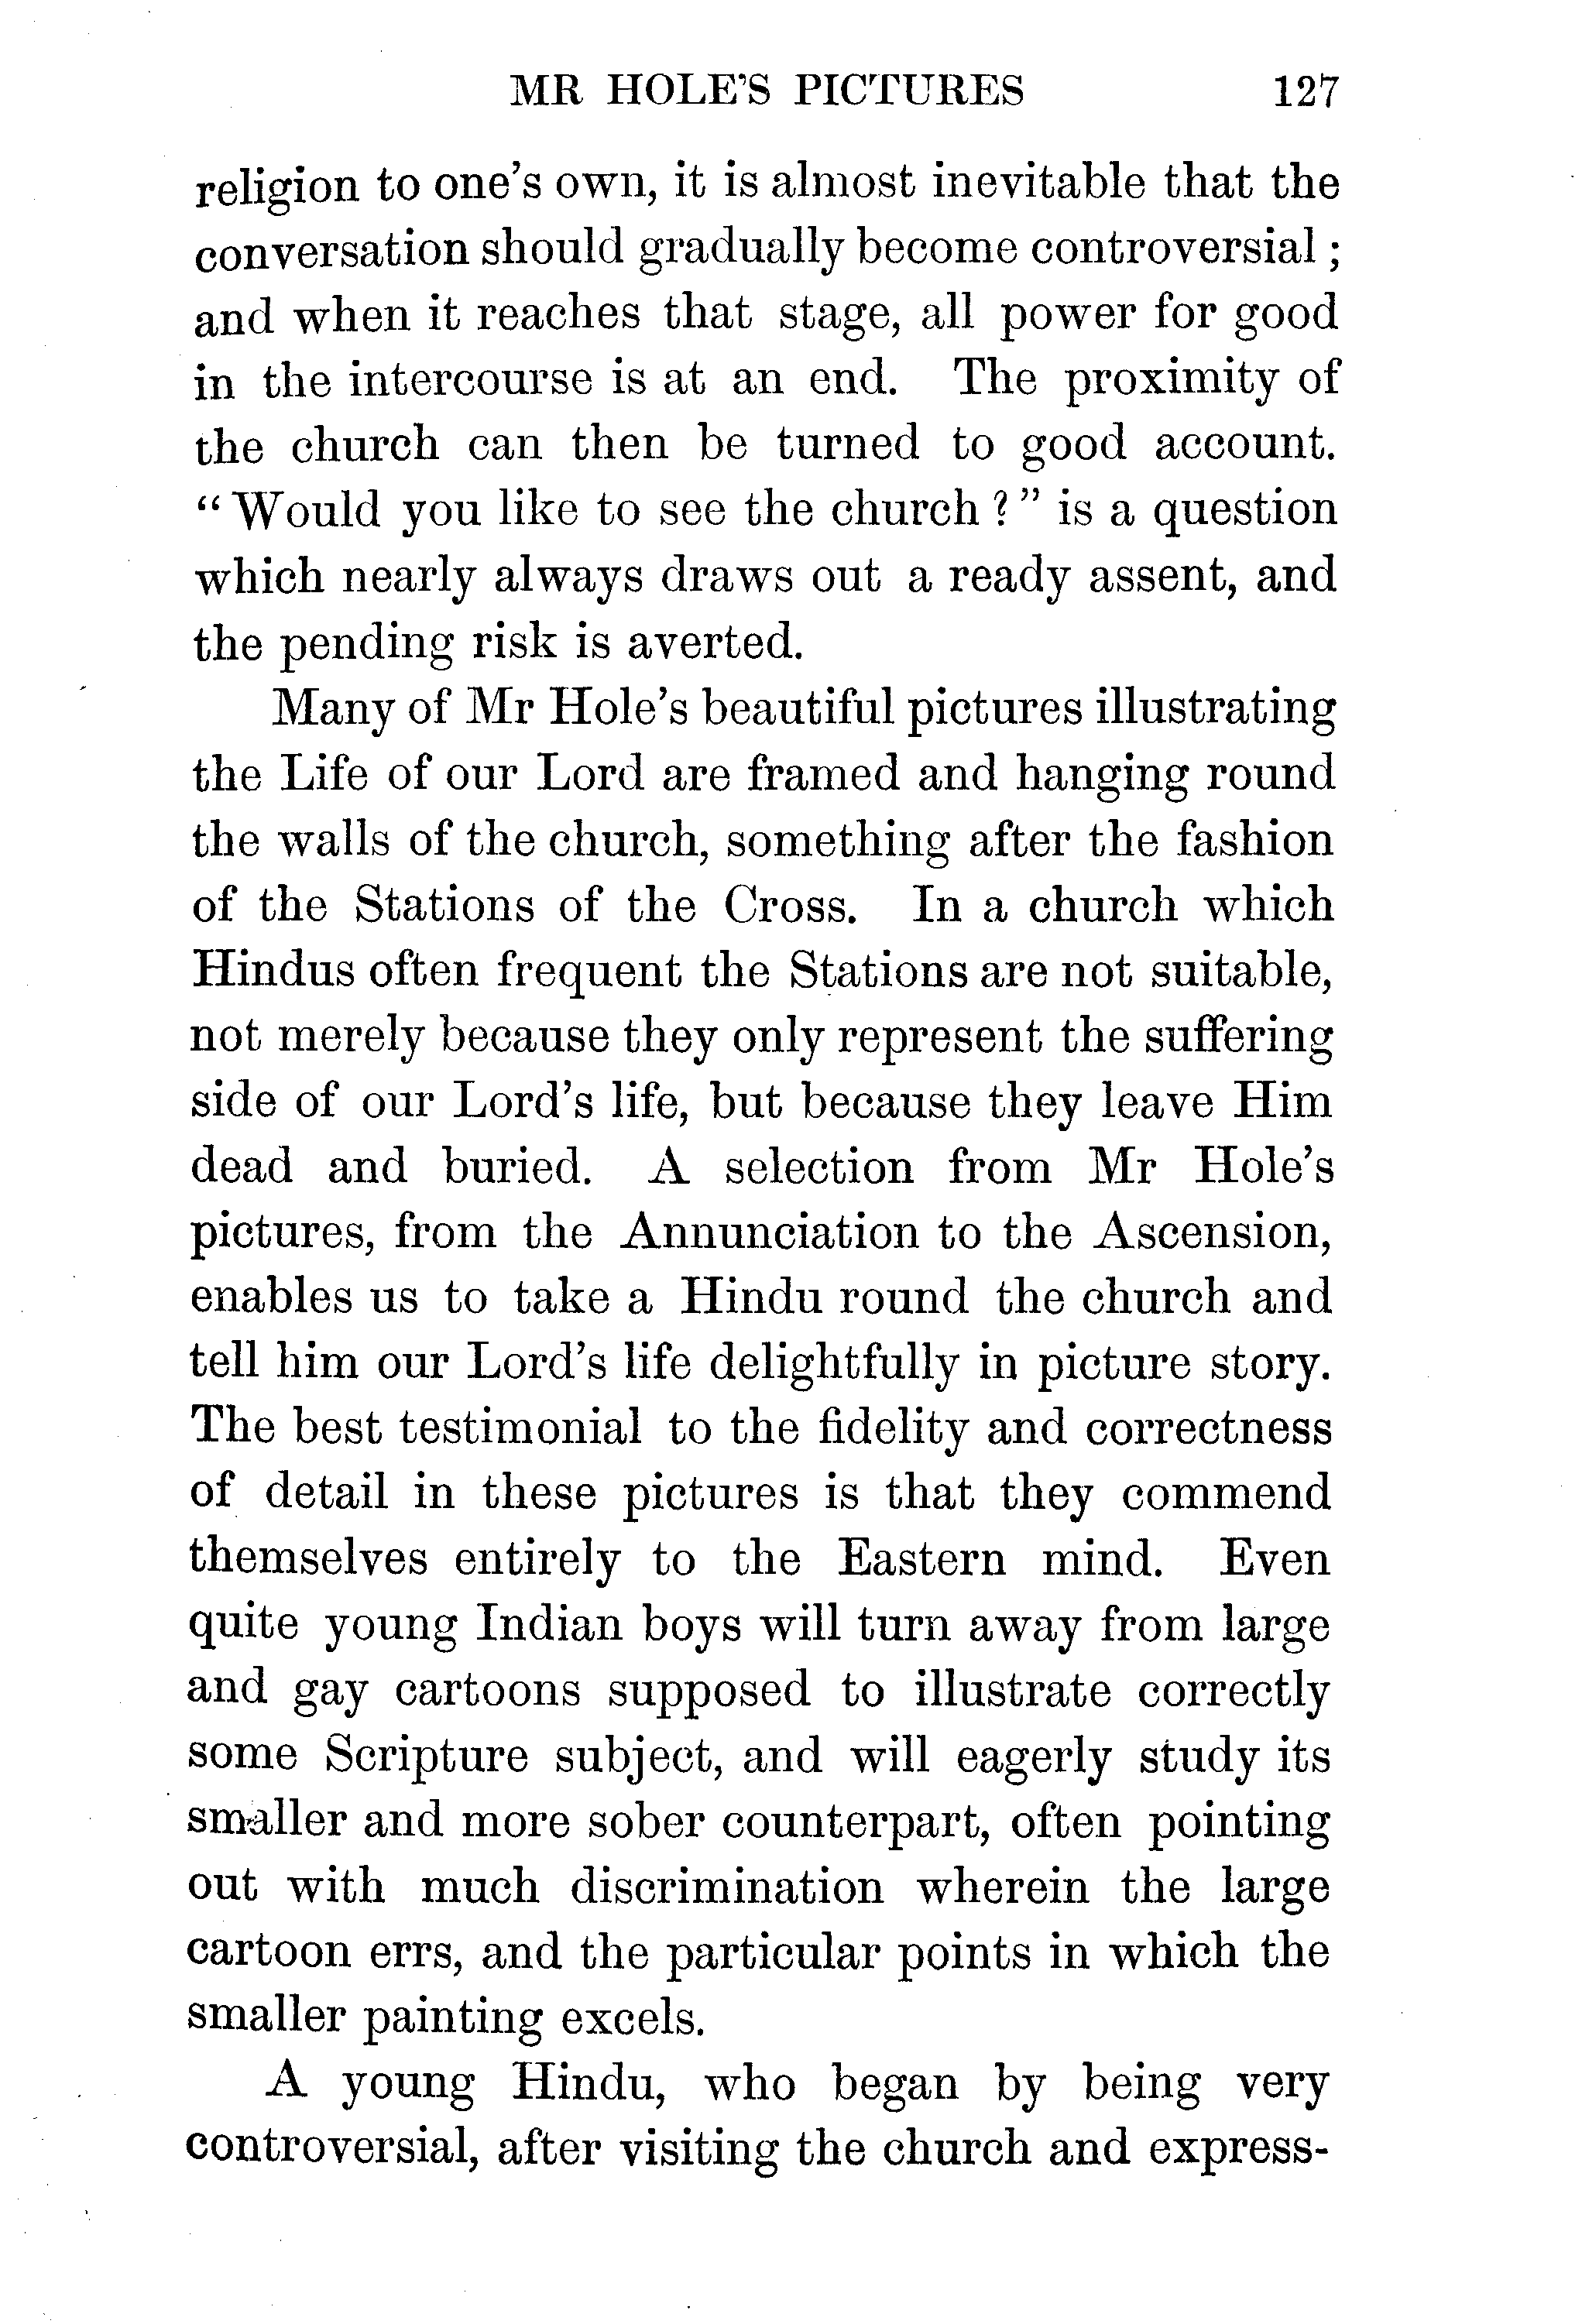 MR HOLE'S PICTURES 127
religion to one's own, it is almost inevitable that the
conversation should gradually become controversial ;
and when it reaches that stage, all power for good
in the intercourse is at an end. The proximity of
the church can then be turned to good account.
“ Would you like to see the church ? ” is a question
which nearly always draws out a ready assent, and
the pending risk is averted.
Many of Mr Hole's beautiful pictures illustrating
the Life of our Lord are framed and hanging round
the walls of the church, something after the fashion
of the Stations of the Cross. In a church which
Hindus often frequent the Stations are not suitable,
not merely because they only represent the suffering
side of our Lord's life, but because they leave Him
dead and buried. A selection from Mr Hole's
pictures, from the Annunciation to the Ascension,
enables us to take a Hindu round the church and
tell him our Lord's life delightfully in picture story.
The best testimonial to the fidelity and correctness
of detail in these pictures is that they commend
themselves entirely to the Eastern mind. Even
quite young Indian boys will turn away from large
and gay cartoons supposed to illustrate correctly
some Scripture subject, and will eagerly study its
smaller and more sober counterpart, often pointing
out with much discrimination wherein the large
cartoon errs, and the particular points in which the
smaller painting excels.
A young Hindu, who began by being very
controversial, after visiting the church and express-